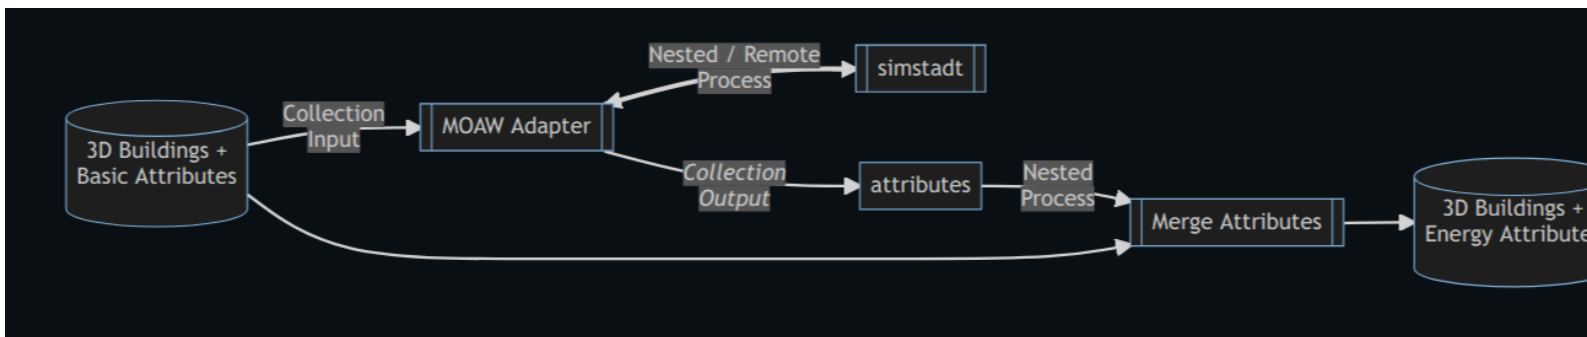 3D Buildings +
Basic Attributes
Collection
Input
MOAW Adapter
Nested / Remote
Process
simstadt
Collection
Output
attributes
Nested
Process
Merge Attributes
3D Buildings +
Energy Attribute